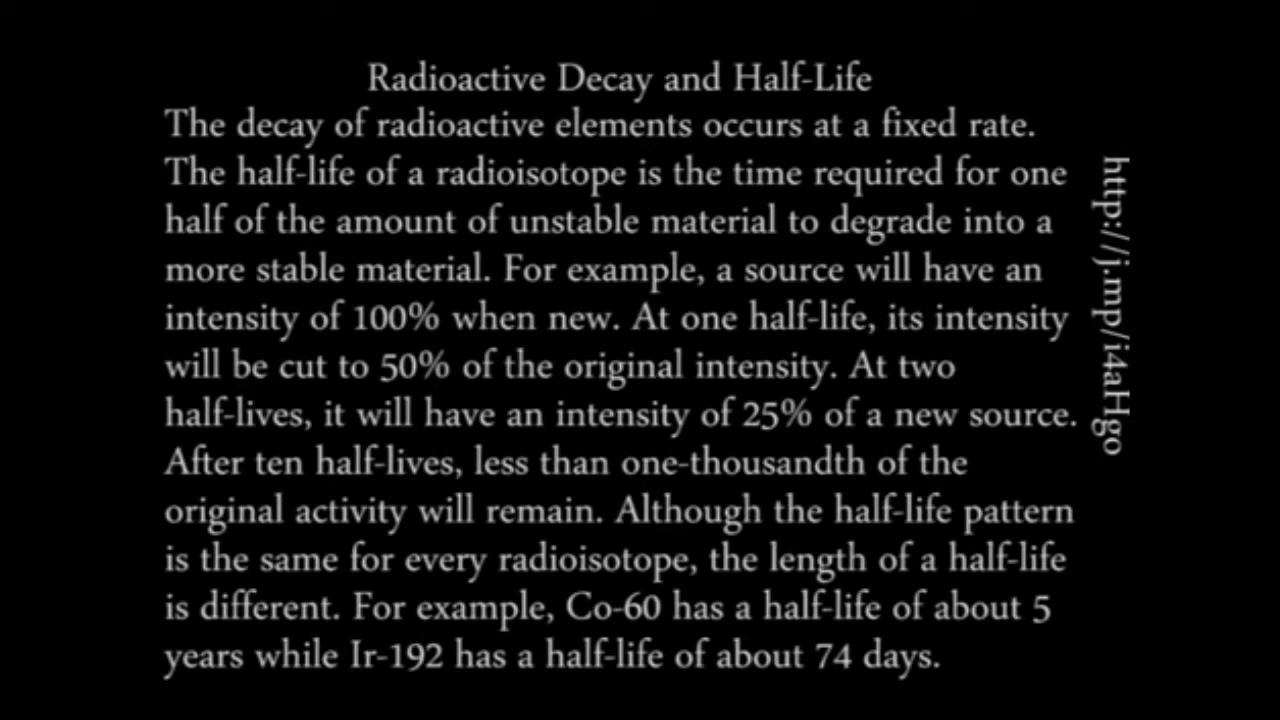 Radioactive Decay and Half-Life
The decay of radioactive elements occurs at a fixed rate.
The half-life of a radioisotope is the time required for one
half of the amount of unstable material to degrade into a
more stable material. For example, a source will have an
intensity of 100% when new. At one half-life, its intensity
will be cut to 50% of the original intensity. At two
half-lives, it will have an intensity of 25% of a new source.
After ten half-lives, less than one-thousandth of the
original activity will remain. Although the half-life pattern
is the same for every radioisotope, the length of a half-life
is different. For example, Co-60 has a half-life of about 5
years while Ir-192 has a half-life of about 74 days.
http://j.mp/i4aHgo